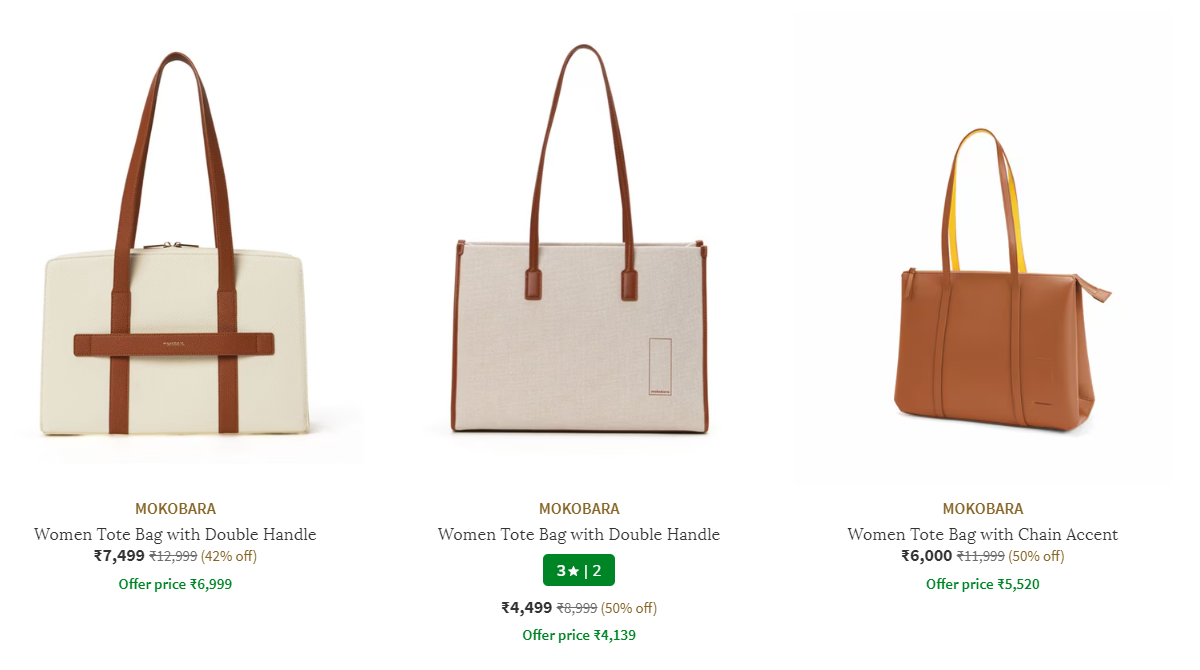 MOKOBARA
Women Tote Bag with Double Handle
₹7,499 ₹12,999 (42% off)
Offer price ₹6,999
mokobara
MOKOBARA
Women Tote Bag with Double Handle
3★ | 2
₹4,499 ₹8,999 (50% off)
Offer price ₹4,139
MOKOBARA
Women Tote Bag with Chain Accent
₹6,000 ₹11,999 (50% off)
Offer price ₹5,520